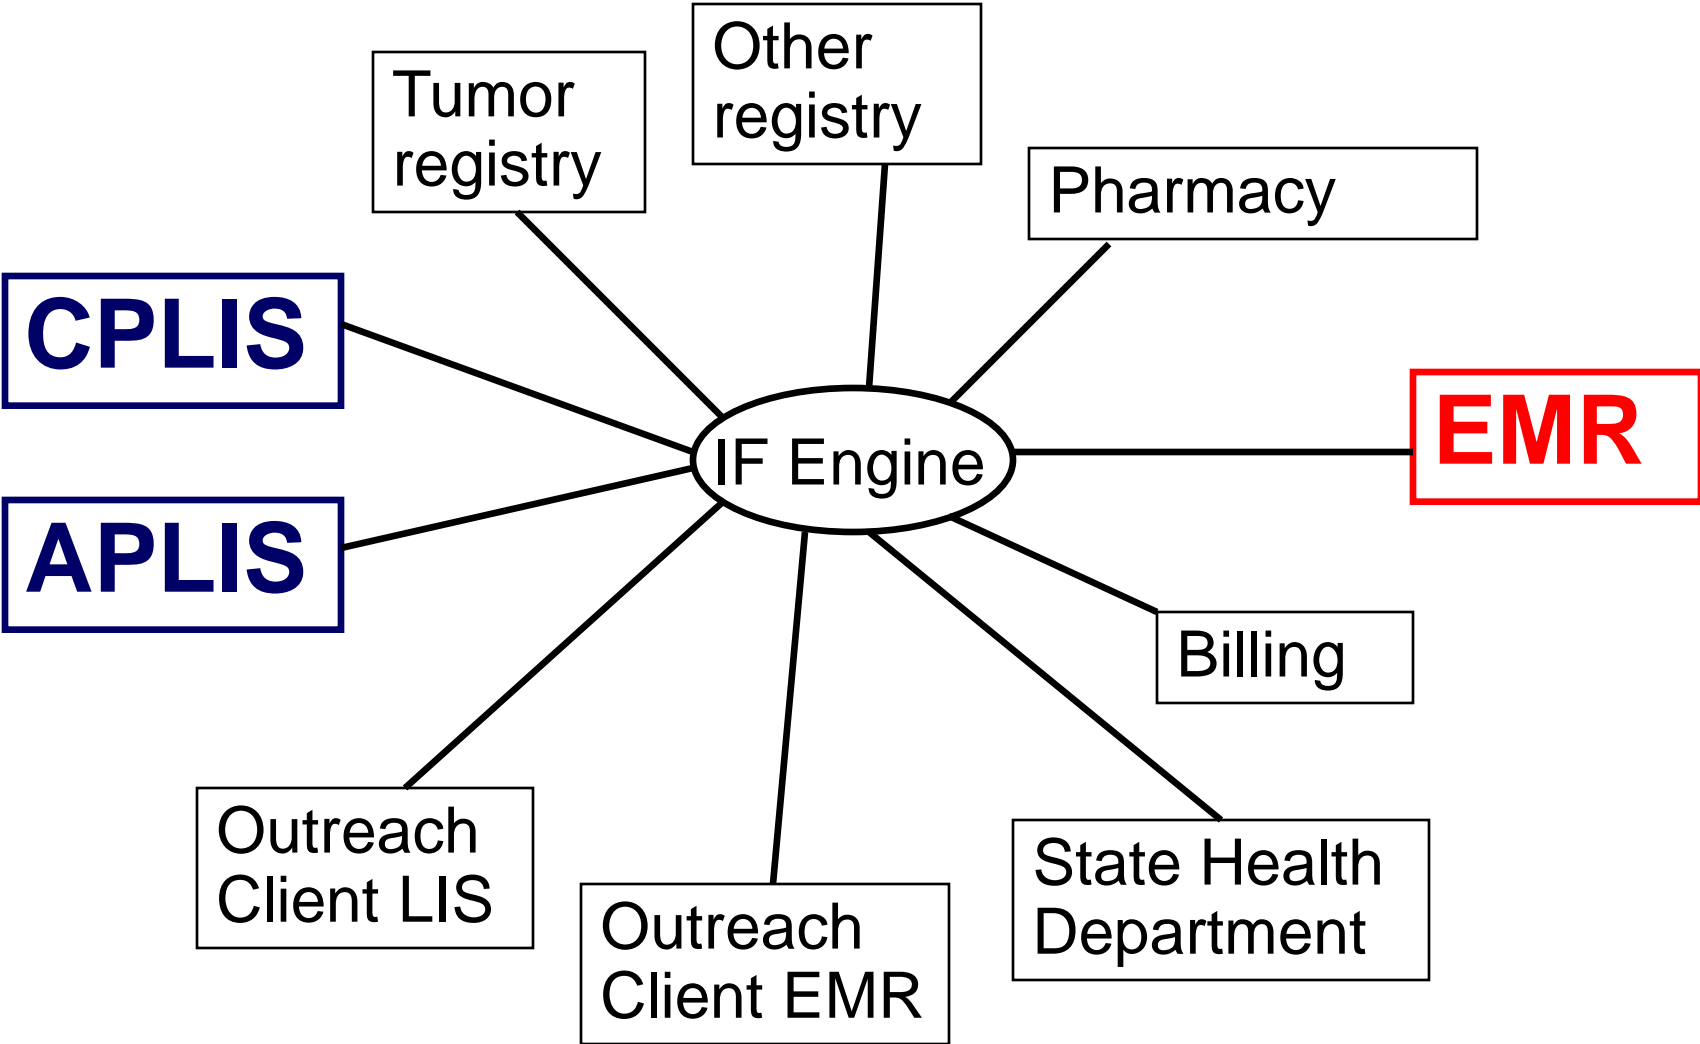 Other
registry
Tumor
registry
Pharmacy
CPLIS
EMR
IF Engine
APLIS
Billing
Outreach
Client LIS
State Health
Department
Outreach
Client EMR